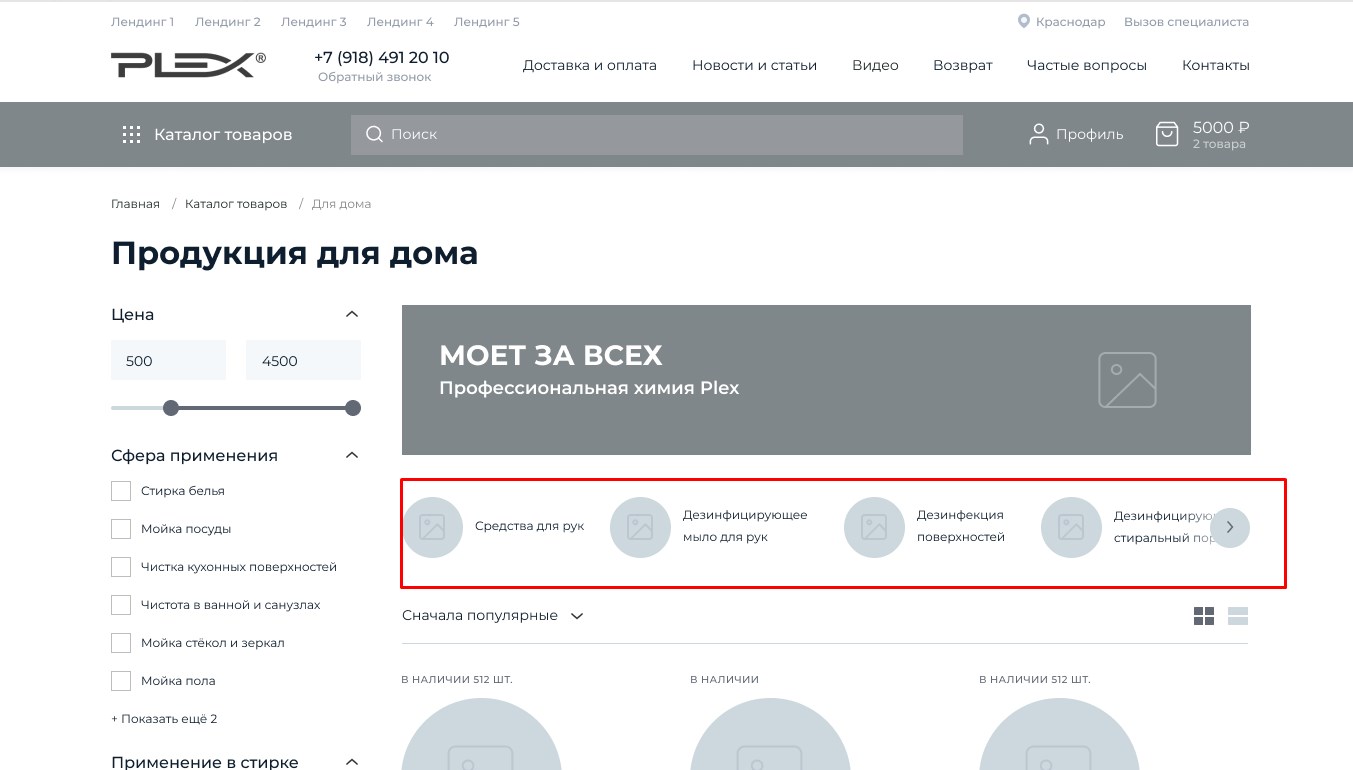 Лендинг 1 Лендинг 2 Лендинг 3 Лендинг 4 Лендинг 5 Краснодар Вызов специалиста
PLEX® +7 (918) 491 20 10
Обратный звонок
Доставка и оплата Новости и статьи Видео Возврат Частые вопросы Контакты
Каталог товаров Поиск Профиль 5000 ₽
2 товара
Главная / Каталог товаров / Для дома
Продукция для дома
Цена
500 4500
Сфера применения
Стирка белья
Мойка посуды
Чистка кухонных поверхностей
Чистота в ванной и санузлах
Мойка стёкол и зеркал
Мойка пола
+ Показать ещё 2
Применение в стирке
МОЕТ ЗА ВСЕХ
Профессиональная химия Plex
Средства для рук
Дезинфицирующее
мыло для рук
Дезинфекция
поверхностей
стиральный
Сначала популярные
В НАЛИЧИИ 512 ШТ. В НАЛИЧИИ В НАЛИЧИИ 512 ШТ.